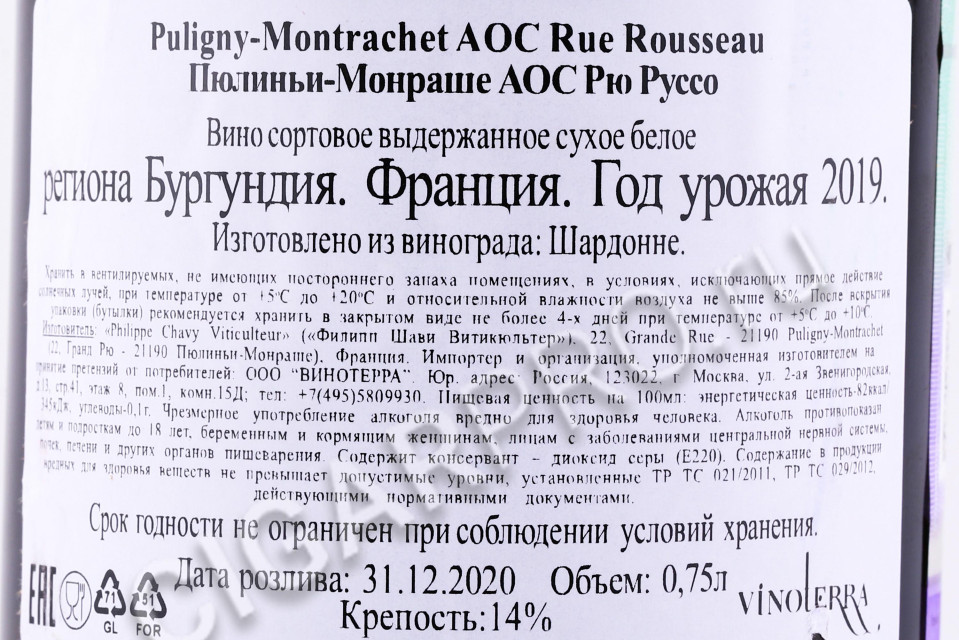 Puligny-Montrachet AOC Rue Rousseau
Пюлиньи-Монраше АОС Рю Руссо
Вино сортовое выдержанное сухое белое
региона Бургундия. Франция. Год урожая 2019.
Изготовлено из винограда: Шардонне.
Хранить в вентилируемых, не имеющих постороннего запаха помещениях, в условиях, исключающих прямое действие
солнечных лучей, при температуре от +5°С до +20°С и относительной влажности воздуха не выше 85%. После вскрытия
упаковки (бутылки) рекомендуется хранить в закрытом виде не более 4-х дней при температуре от +5°С до +10°С.
Изготовитель: «Philippe Chavy Viticulteur» («Филипп Шави Витикюльтер»), 22, Grande Rue - 21190 Puligny-Montrachet
(22, Гранд Рю - 21190 Пюлиньи-Монраше), Франция. Импортер и организация, уполномоченная изготовителем на
принятие претензий от потребителей: ООО "ВИНОТЕРРА". Юр. адрес Россия, 123022, г Москва, ул. 2-ая Звенигородская,
д.13, стр.41, этаж 8, пом.1, комн.15Д; тел: +7(495)5809930. Пищевая ценность на 100мл: энергетическая ценность-82ккал/
345кДж, углеводы-0,1г. Чрезмерное употребление алкоголя вредно для здоровья человека. Алкоголь противопоказан
детям и подросткам до 18 лет, беременным и кормящим женщинам, лицам с заболеваниями центральной нервной системы,
почек, печени и других органов пищеварения. Содержит консервант - диоксид серы (Е220). Содержание в продукции
вредных для здоровья веществ не превышает допустимые уровни, установленные ТР ТС 021/2011, ТР ТС 029/2012,
действующими нормативными документами.
Срок годности не ограничен при соблюдении условий хранения.
Дата розлива: 31.12.2020 Объем: 0,75л
Крепость:14%
EAC 71 GL 51 FOR
VINOTERRA
CIGARPRO.ru